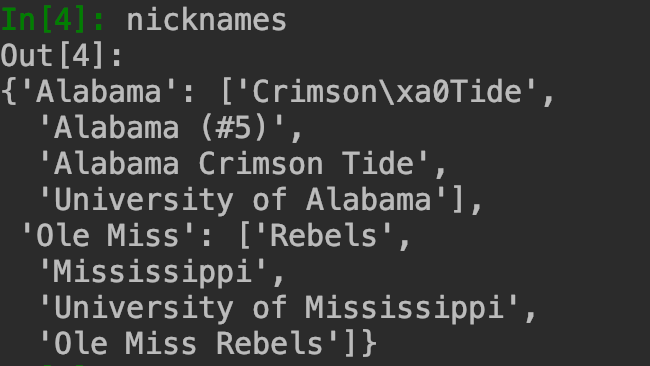 In[4]: nicknames
Out[4]:
{'Alabama': ['Crimson\xa0Tide',
'Alabama (#5)',
'Alabama Crimson Tide',
'University of Alabama'],
'Ole Miss': ['Rebels',
'Mississippi',
'University of Mississippi',
'Ole Miss Rebels']}